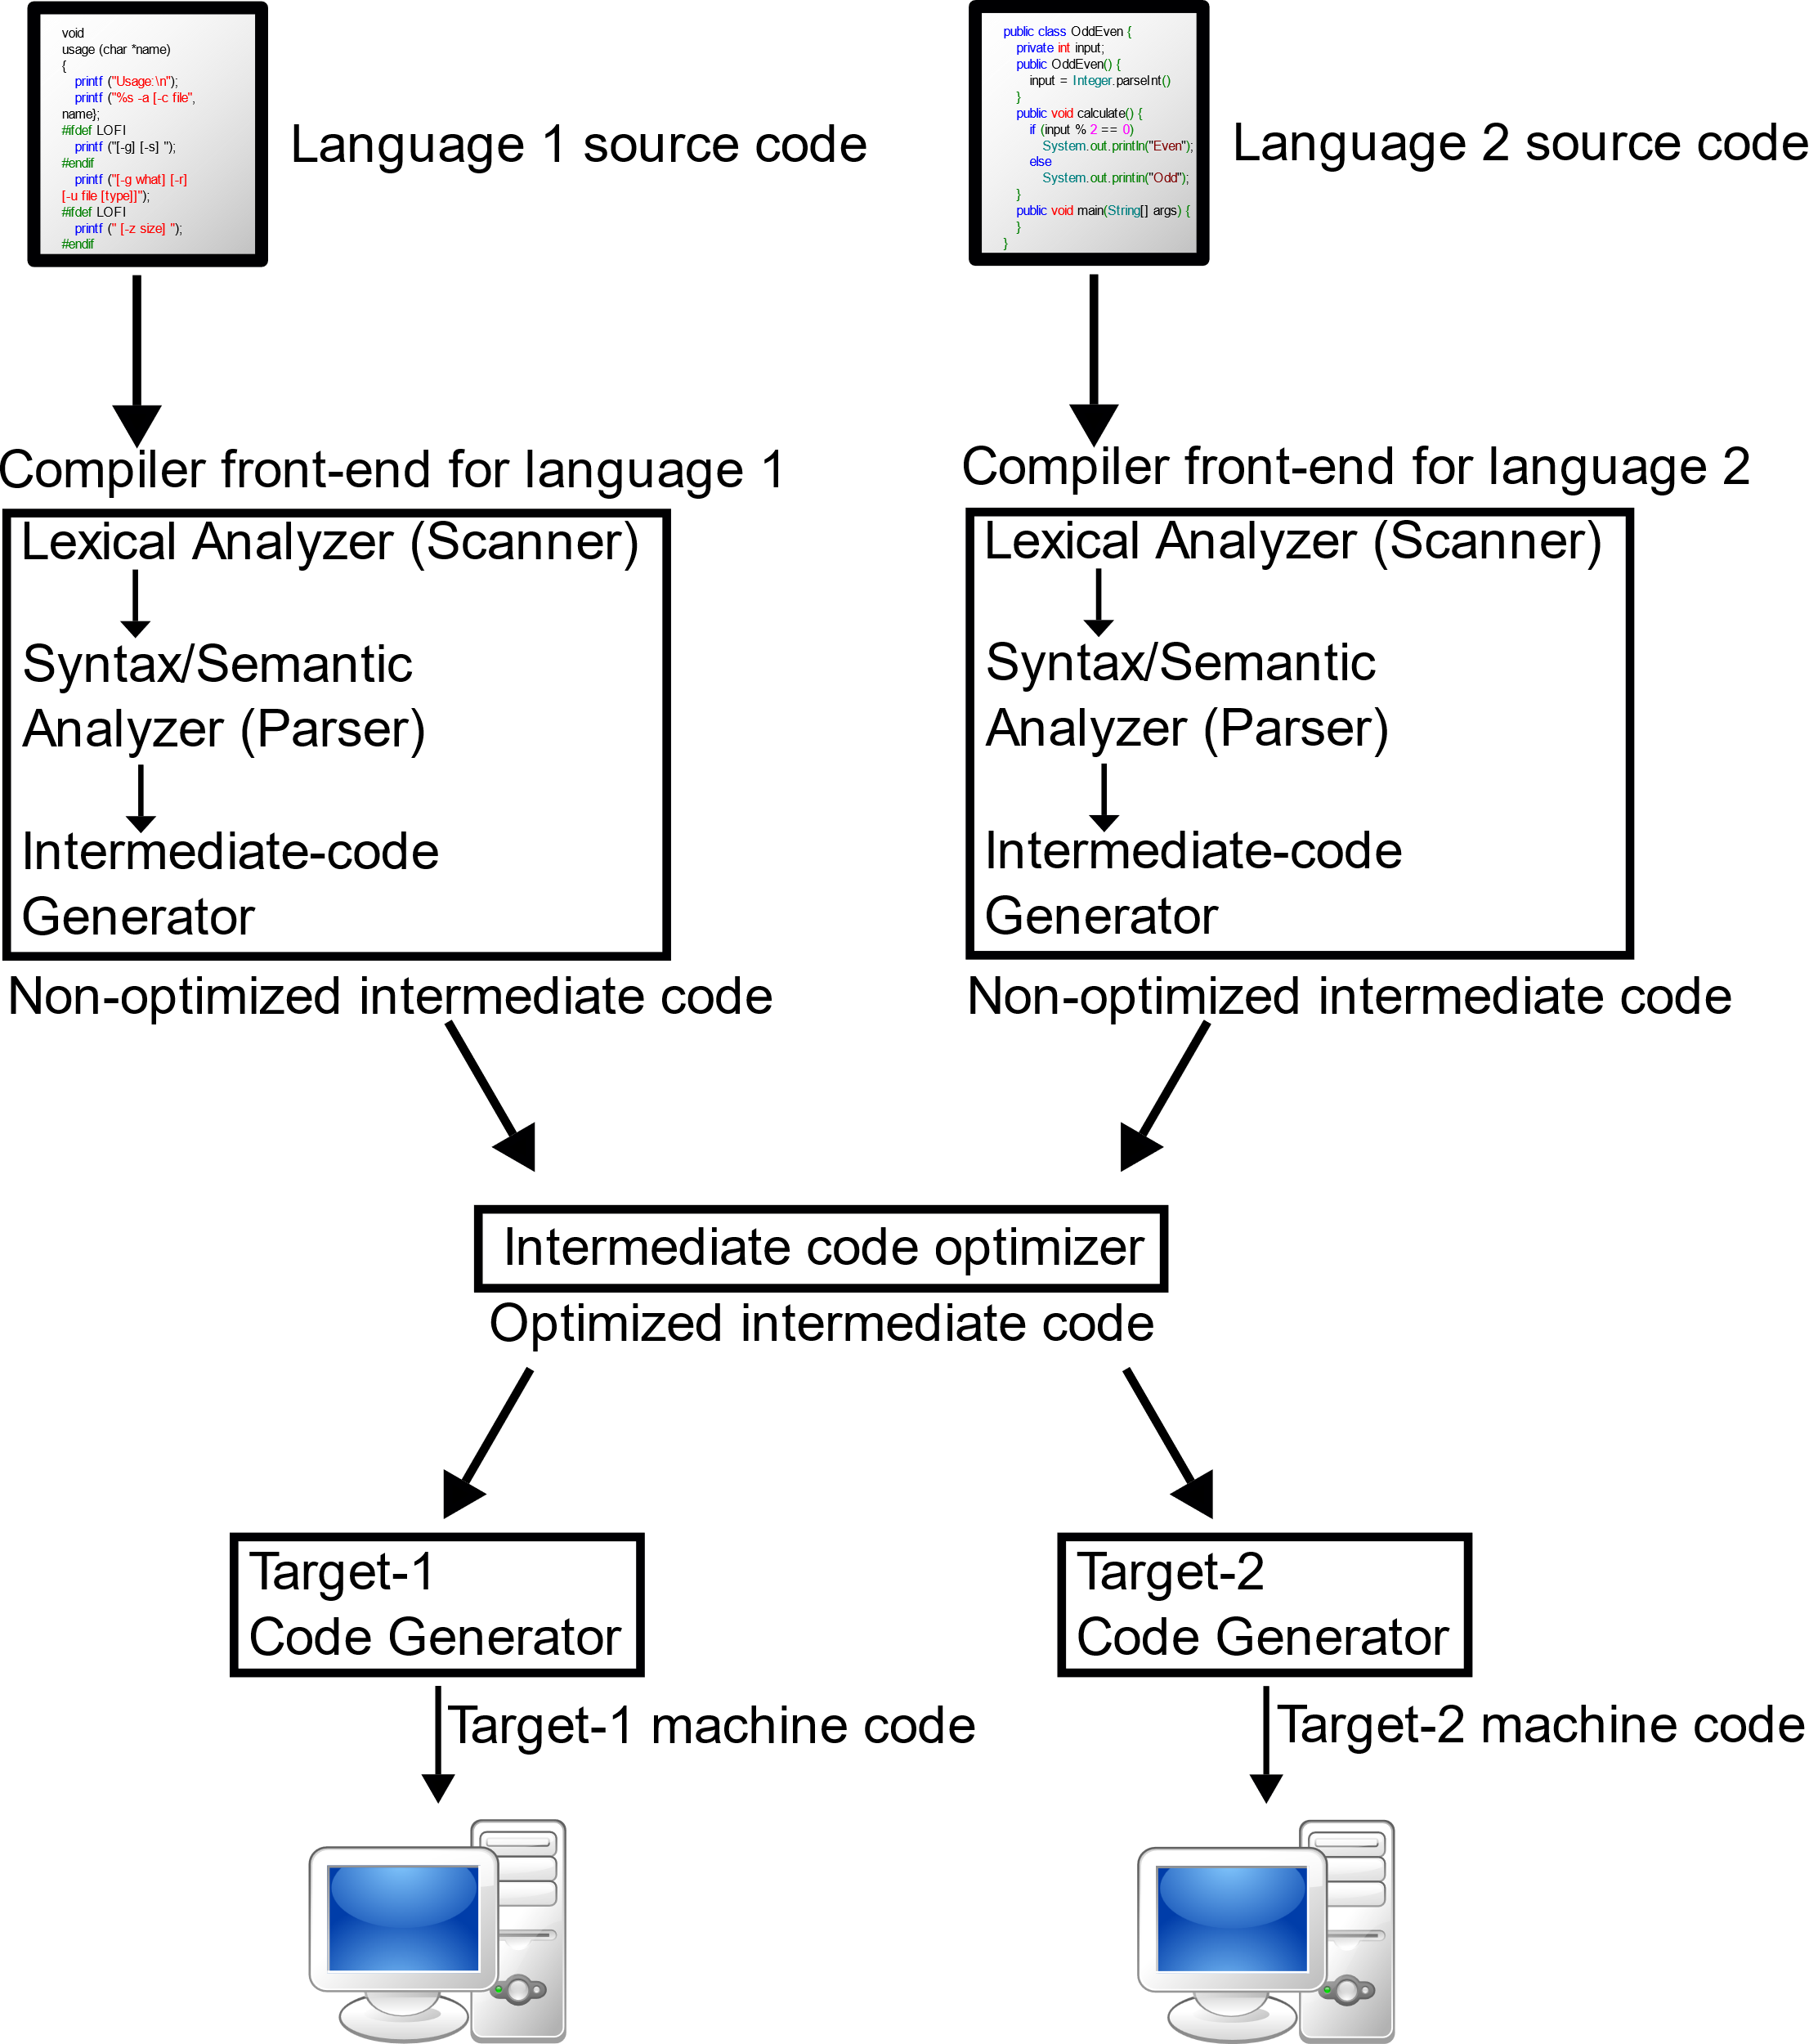 void
usage (char *name)
{
printf ("Usage:\n");
printf ("%s -a [-c file",
name};
#ifdef LOFI
printf ("[-g] [-s] ");
#endif
printf ("[-g what] [-r]
[-u file [type]]");
#ifdef LOFI
printf (" [-z size] ");
#endif
Language 1 source code
public class OddEven {
private int input;
public OddEven() {
input = Integer.parseInt()
}
public void calculate() {
if (input % 2 == 0)
System.out.println("Even");
else
System.out.printin("Odd");
}
public void main(String[] args) {
}
}
Language 2 source code
Compiler front-end for language 1
Lexical Analyzer (Scanner)
Syntax/Semantic
Analyzer (Parser)
Intermediate-code
Generator
Non-optimized intermediate code
Compiler front-end for language 2
Lexical Analyzer (Scanner)
Syntax/Semantic
Analyzer (Parser)
Intermediate-code
Generator
Non-optimized intermediate code
Intermediate code optimizer
Optimized intermediate code
Target-1
Code Generator
Target-1 machine code
Target-2
Code Generator
Target-2 machine code